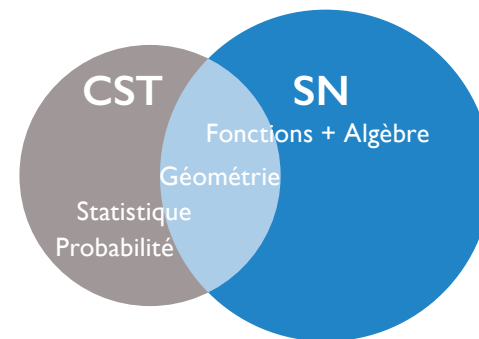 CST
SN
Fonctions + Algèbre
Géométrie
Statistique
Probabilité